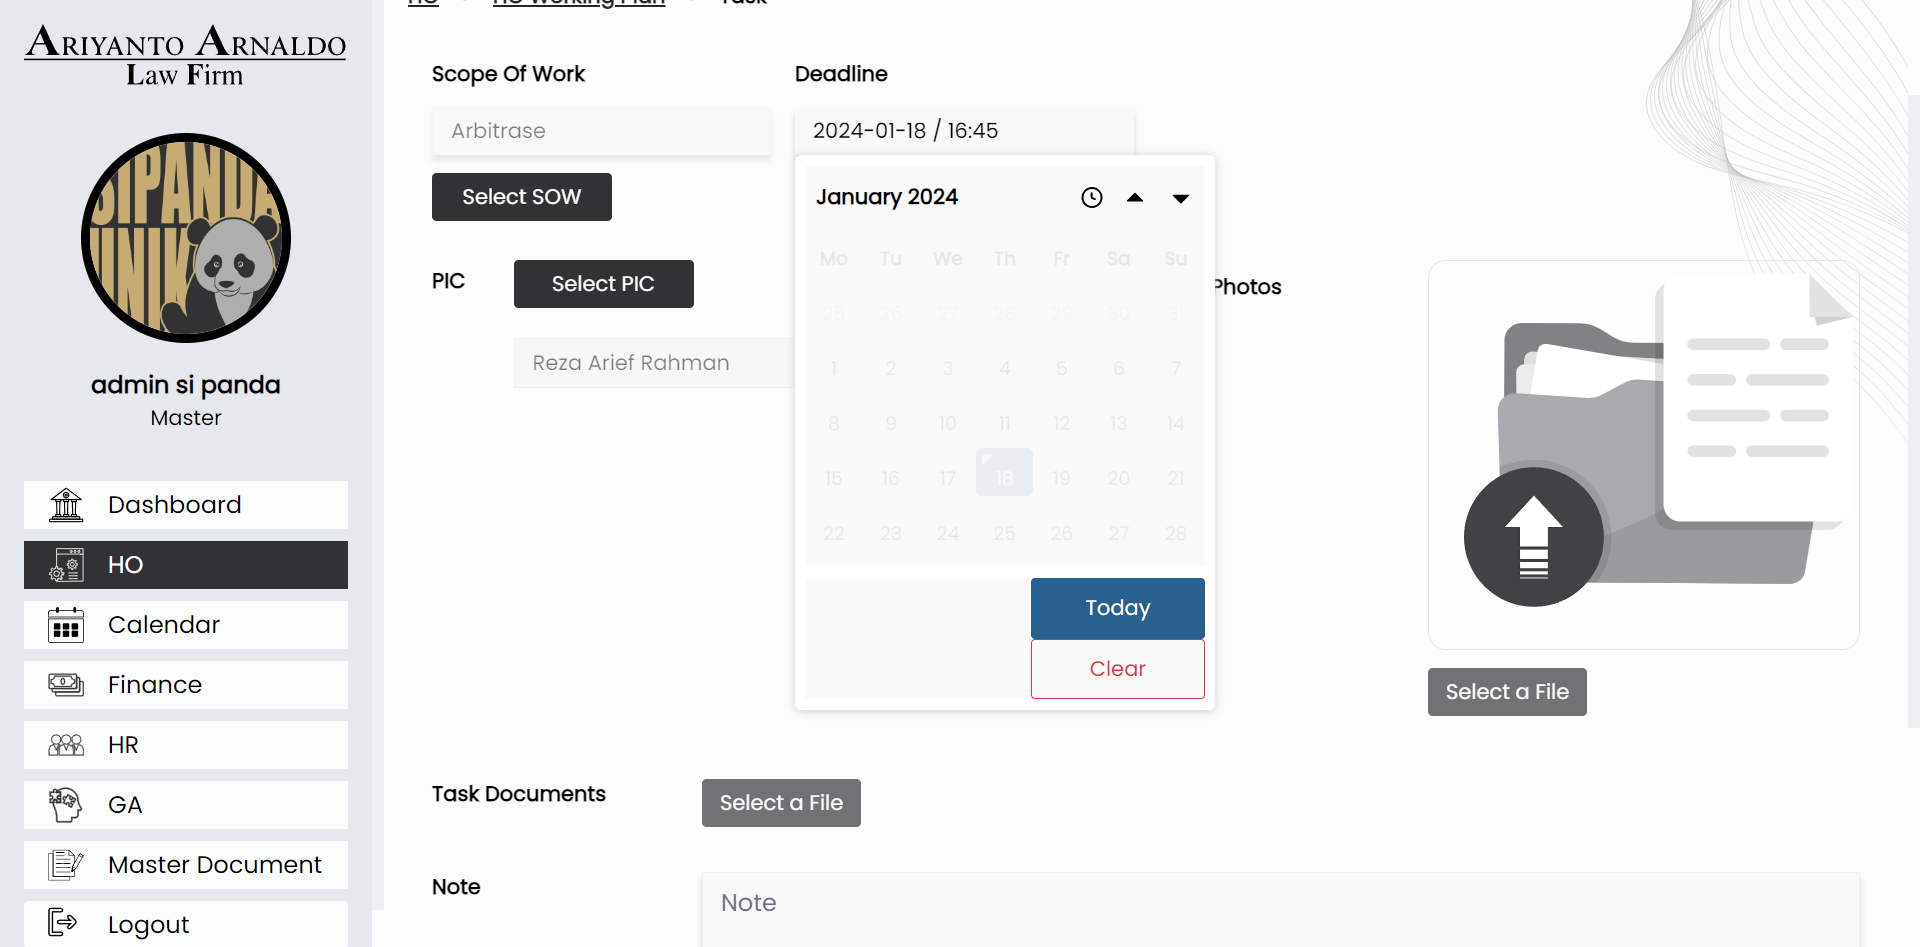 HO HO Working Plan Task
ARIYANTO ARNALDO
Law Firm
SIPANDA
UNIK
admin si panda
Master
Dashboard
HO
Calendar
Finance
HR
GA
Master Document
Logout
Scope Of Work
Arbitrase
Select SOW
Deadline
2024-01-18 / 16:45
January 2024
Mo Tu We Th Fr Sa Su
25 26 27 28 29 30 31
1 2 3 4 5 6 7
8 9 10 11 12 13 14
15 16 17 18 19 20 21
22 23 24 25 26 27 28
Today
Clear
PIC
Select PIC
Reza Arief Rahman
Photos
Select a File
Task Documents
Select a File
Note
Note